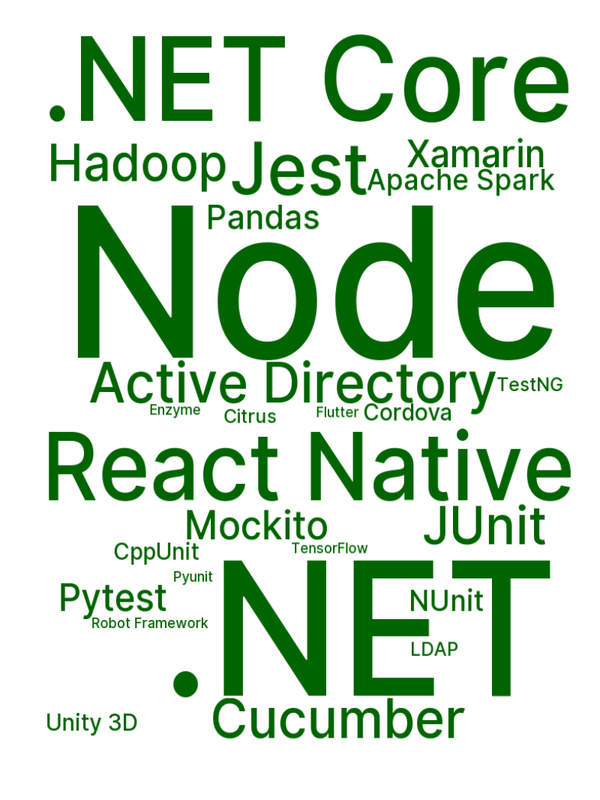 .NET Core
Hadoop
Jest
Xamarin
Apache Spark
Pandas
Node
Active Directory
TestNG
Enzyme
Citrus
Flutter
Cordova
React Native
Mockito
JUnit
CppUnit
TensorFlow
Pyunit
.NET
Pytest
NUnit
Robot Framework
LDAP
Cucumber
Unity 3D